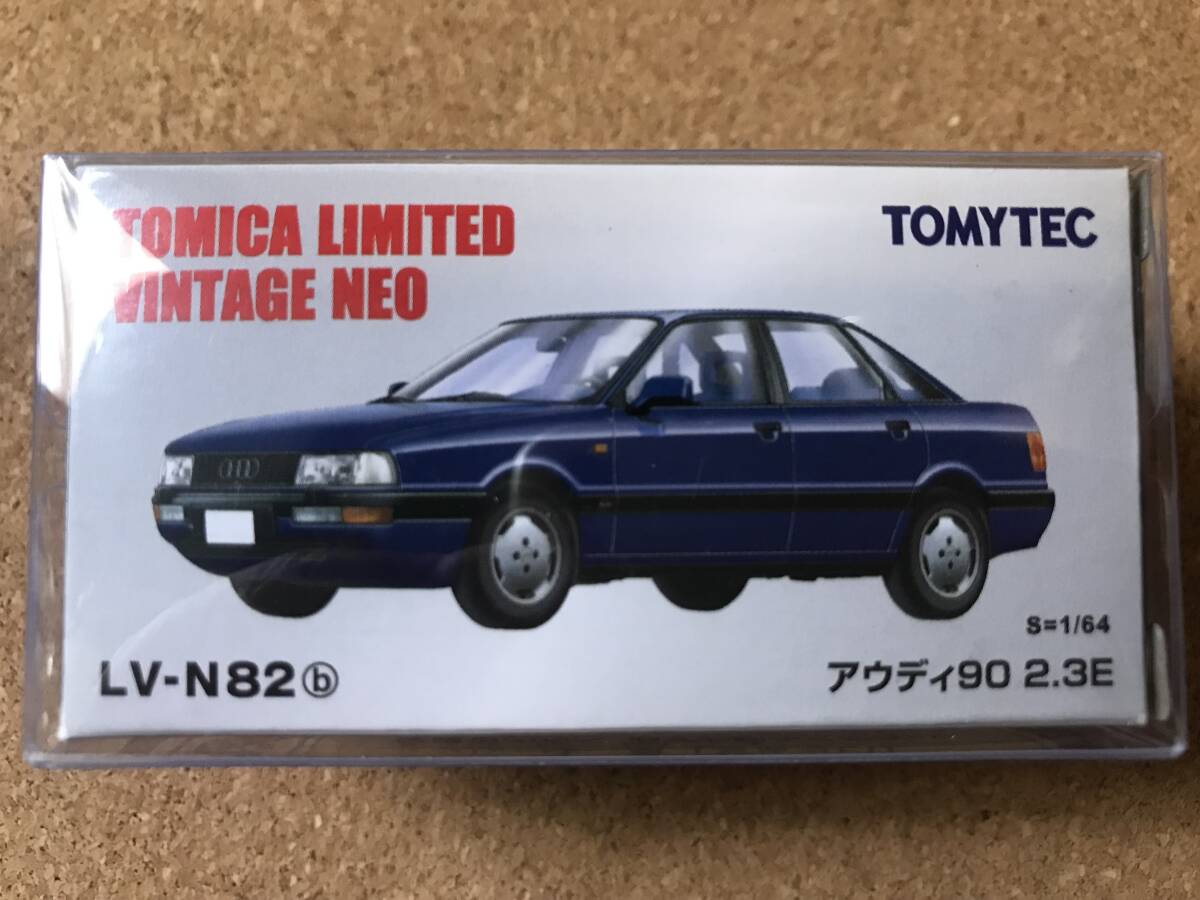 TOMICA LIMITED
VINTAGE NEO
TOMYTEC
S=1/64
LV-N82ⓑ
アウディ90 2.3E